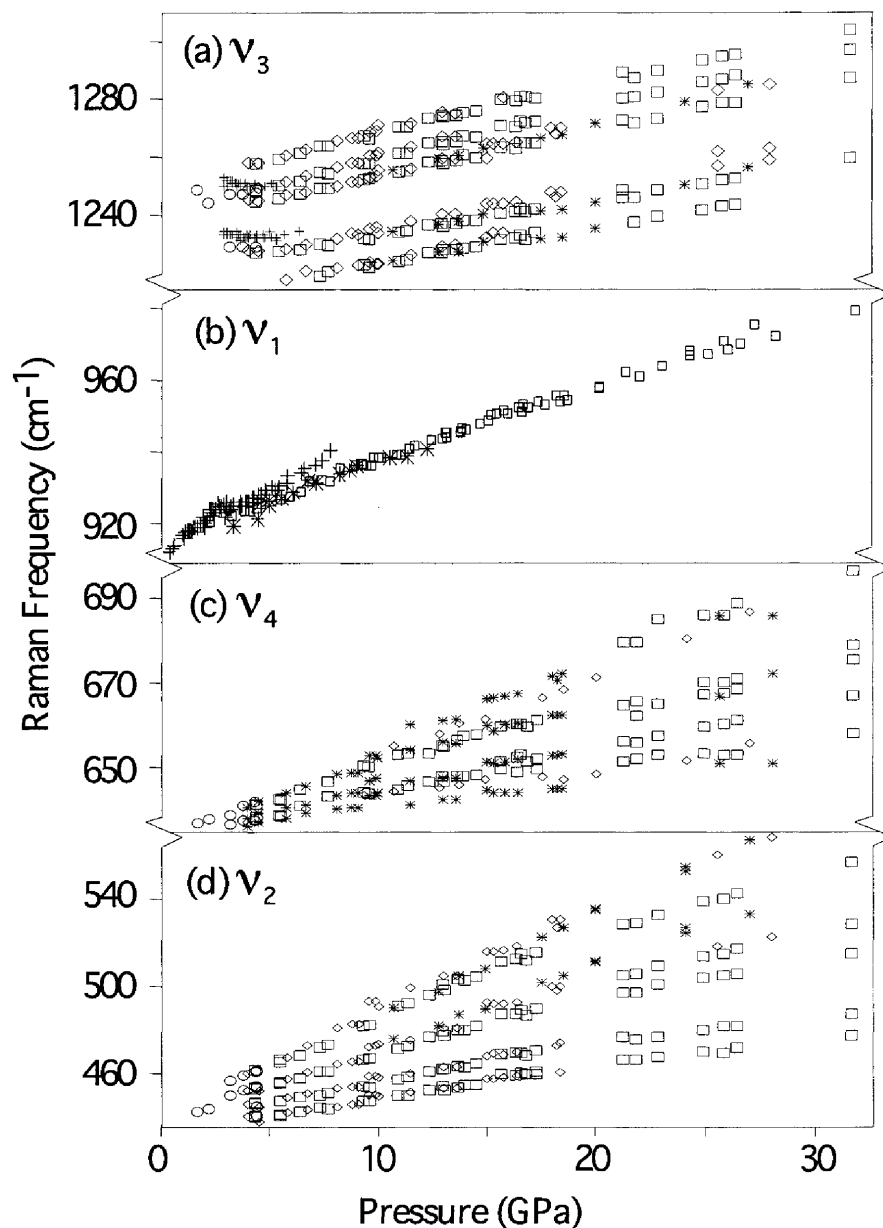 (a) ν3
1280
1240
(b) ν1
960
920
Raman Frequency (cm-1)
(c) ν4
690
670
650
(d) ν2
540
500
460
0 10 20 30
Pressure (GPa)